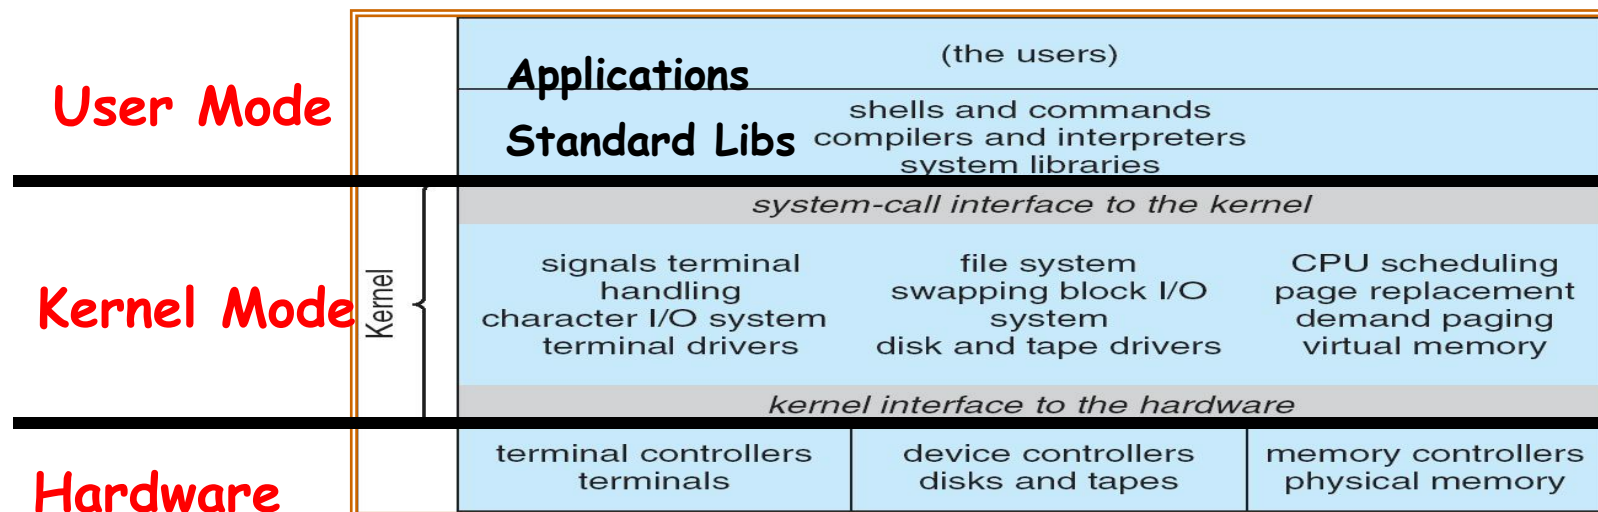 User Mode
Applications
(the users)
Standard Libs
shells and commands
compilers and interpreters
system libraries
Kernel Mode
Kernel
system-call interface to the kernel
signals terminal
handling
character I/O system
terminal drivers
file system
swapping block I/O
system
disk and tape drivers
CPU scheduling
page replacement
demand paging
virtual memory
kernel interface to the hardware
Hardware
terminal controllers
terminals
device controllers
disks and tapes
memory controllers
physical memory